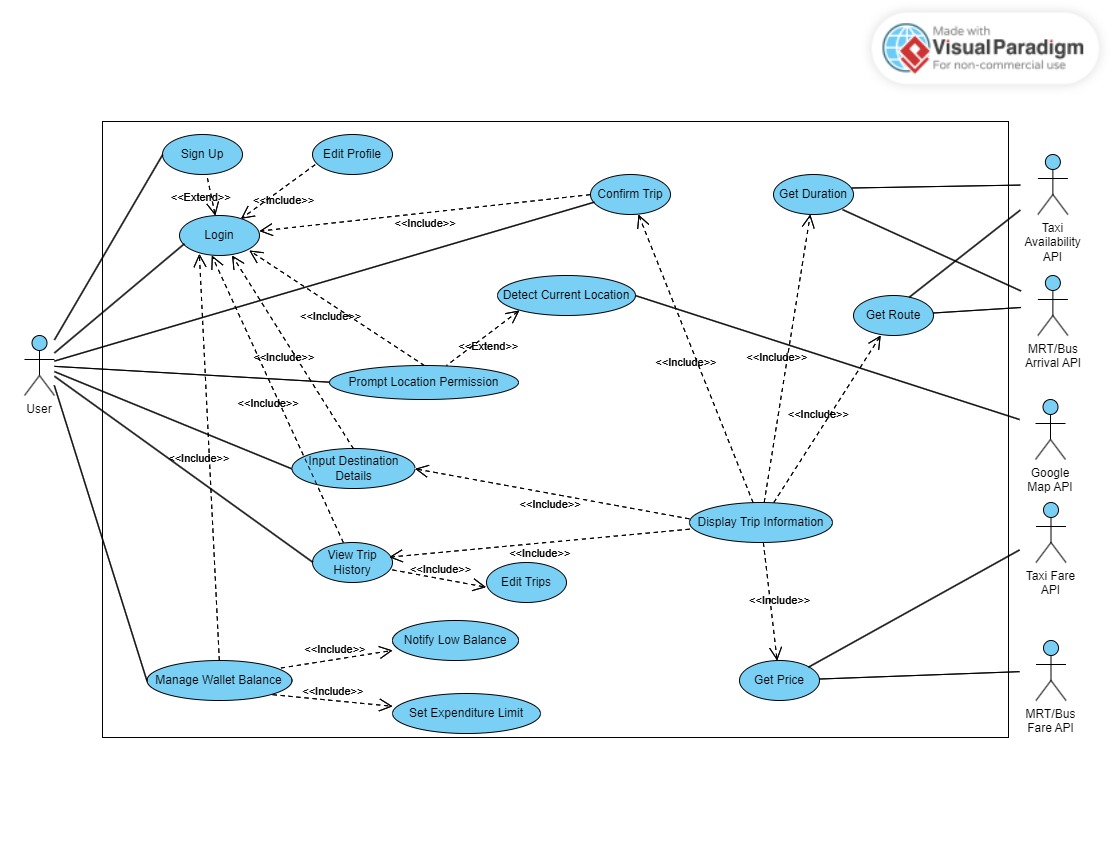 Made with
Visual Paradigm
For non-commercial use
Sign Up
Edit Profile
<<Extend>>
<<Include>>
Login
Confirm Trip
<<Include>>
Get Duration
Taxi
Availability
API
Detect Current Location
<<Include>>
Get Route
<<Extend>>
MRT/Bus
Arrival API
<<Include>>
<<Include>>
<<Include>>
Prompt Location Permission
User
<<Include>>
<<Include>>
<<Include>>
Input Destination
Details
Google
Map API
<<Include>>
Display Trip Information
<<Include>>
View Trip
History
<<Include>>
Edit Trips
Taxi Fare
API
<<Include>>
Notify Low Balance
<<Include>>
Manage Wallet Balance
Get Price
<<Include>>
Set Expenditure Limit
MRT/Bus
Fare API